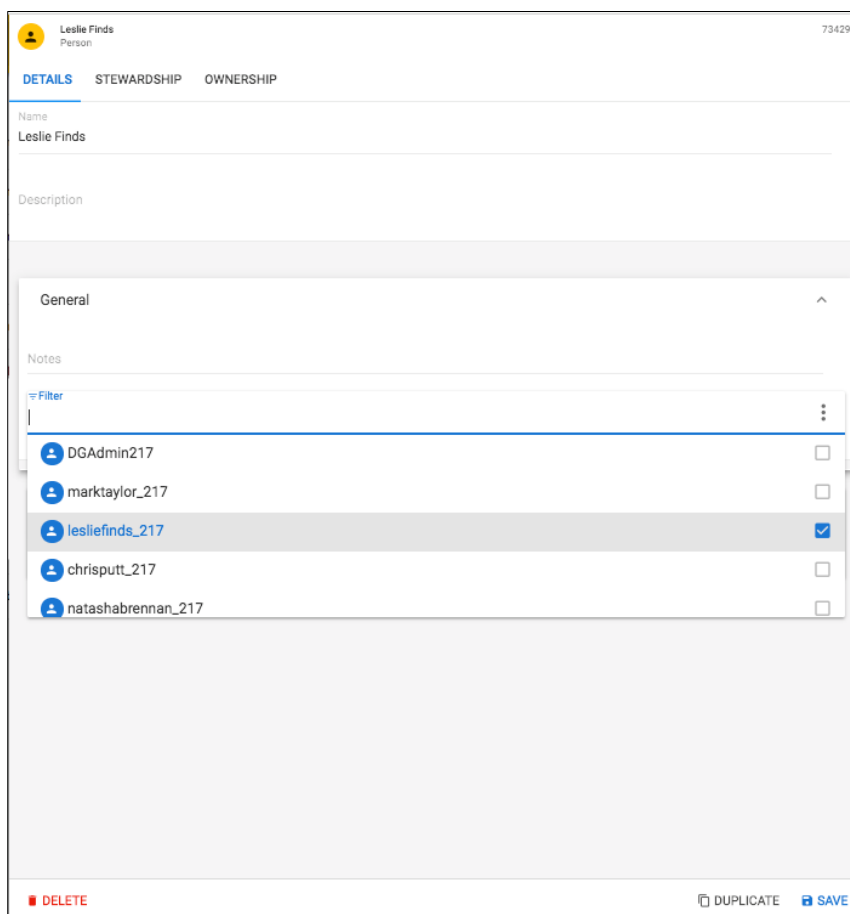 Leslie Finds
Person
73429
DETAILS STEWARDSHIP OWNERSHIP
Name
Leslie Finds
Description
General
Notes
Filter
DGAdmin217
marktaylor_217
lesliefinds_217
chrisputt_217
natashabrennan_217
DELETE DUPLICATE SAVE